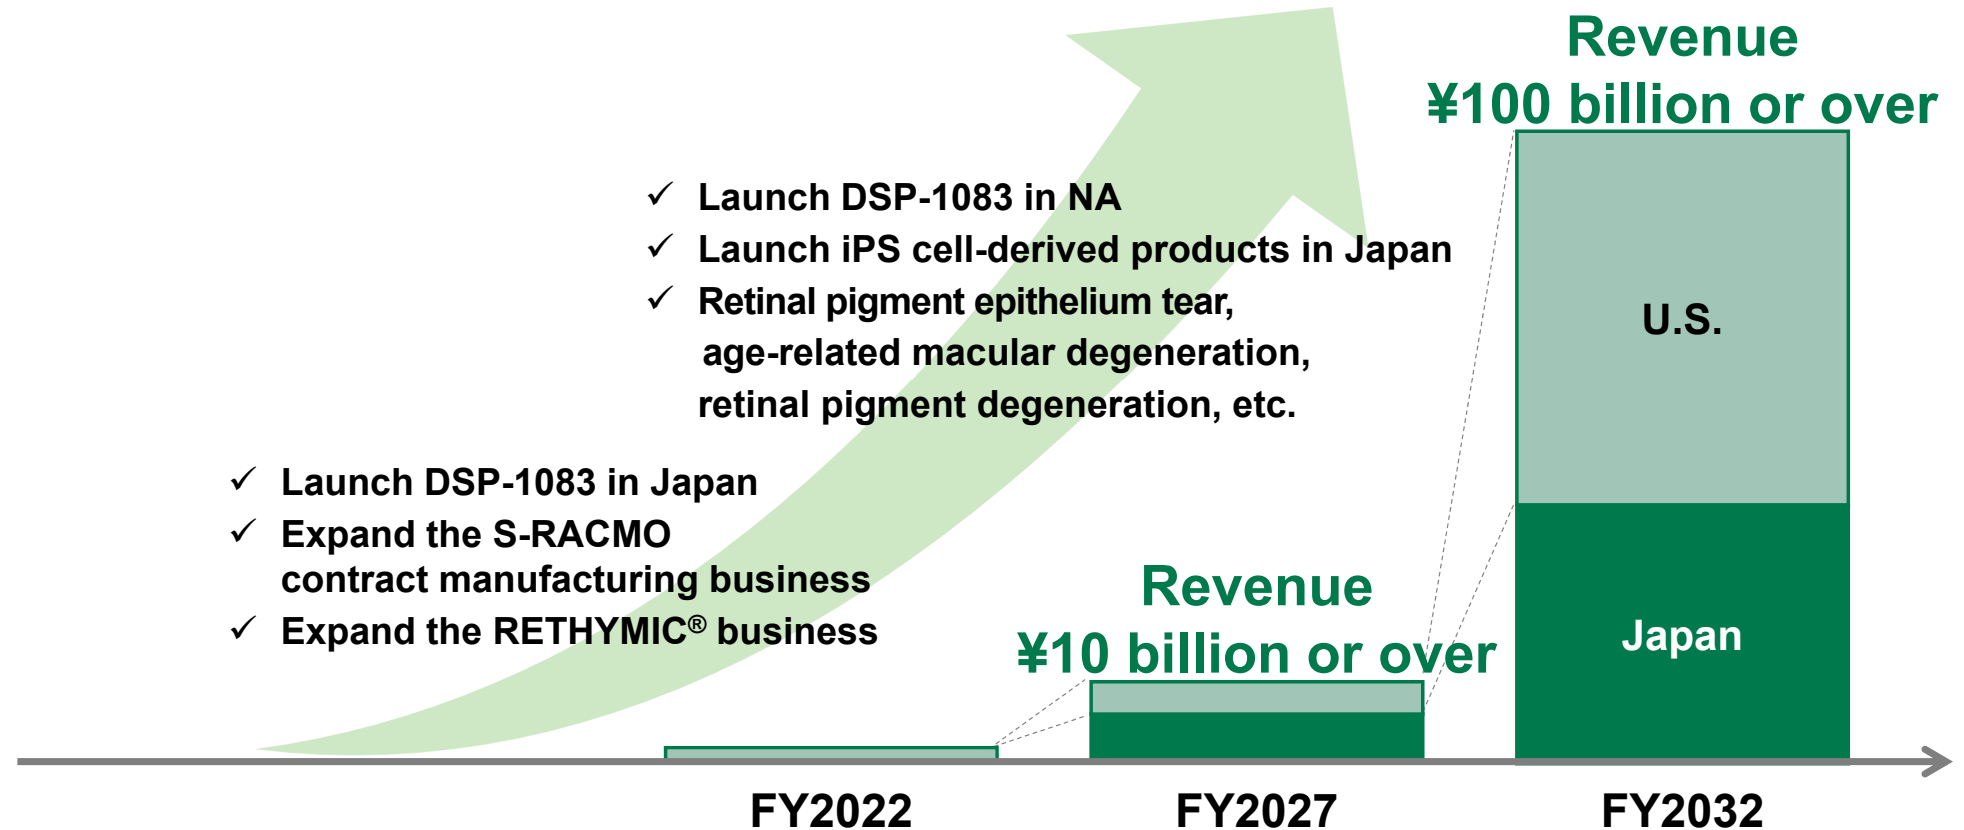 Revenue
¥100 billion or over
✓ Launch DSP-1083 in NA
✓ Launch iPS cell-derived products in Japan
✓ Retinal pigment epithelium tear,
age-related macular degeneration,
retinal pigment degeneration, etc.
U.S.
✓ Launch DSP-1083 in Japan
✓ Expand the S-RACMO
contract manufacturing business
✓ Expand the RETHYMIC® business
Revenue
¥10 billion or over
Japan
FY2022
FY2027
FY2032